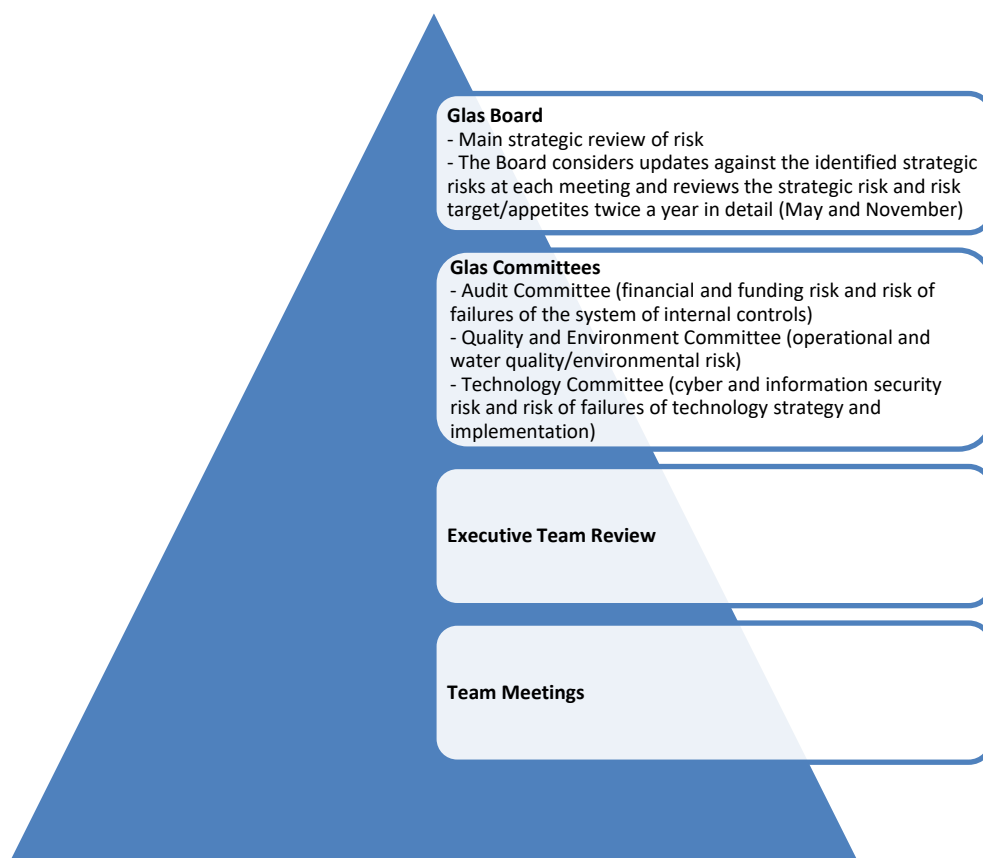 Glas Board
- Main strategic review of risk
- The Board considers updates against the identified strategic
risks at each meeting and reviews the strategic risk and risk
target/appetites twice a year in detail (May and November)
Glas Committees
- Audit Committee (financial and funding risk and risk of
failures of the system of internal controls)
- Quality and Environment Committee (operational and
water quality/environmental risk)
- Technology Committee (cyber and information security
risk and risk of failures of technology strategy and
implementation)
Executive Team Review
Team Meetings